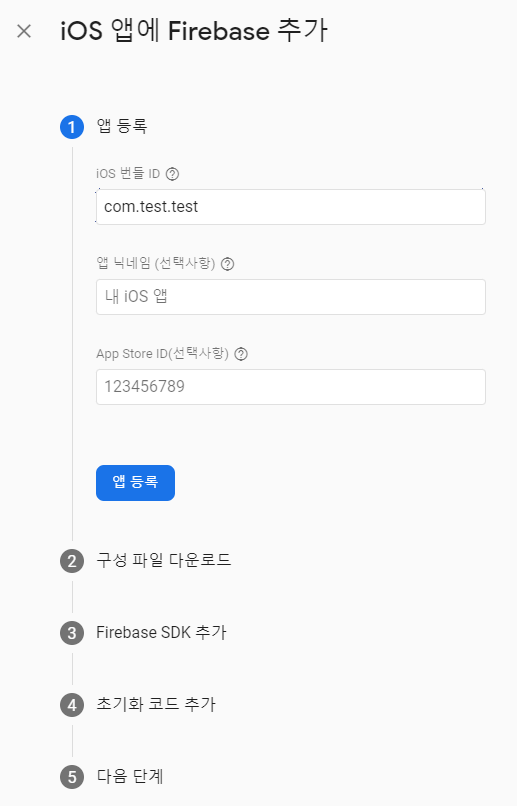 iOS 앱에 Firebase 추가
1 앱 등록
iOS 번들 ID ?
com.test.test
앱 닉네임 (선택사항) ?
내 iOS 앱
App Store ID(선택사항) ?
123456789
앱 등록
2 구성 파일 다운로드
3 Firebase SDK 추가
4 초기화 코드 추가
5 다음 단계